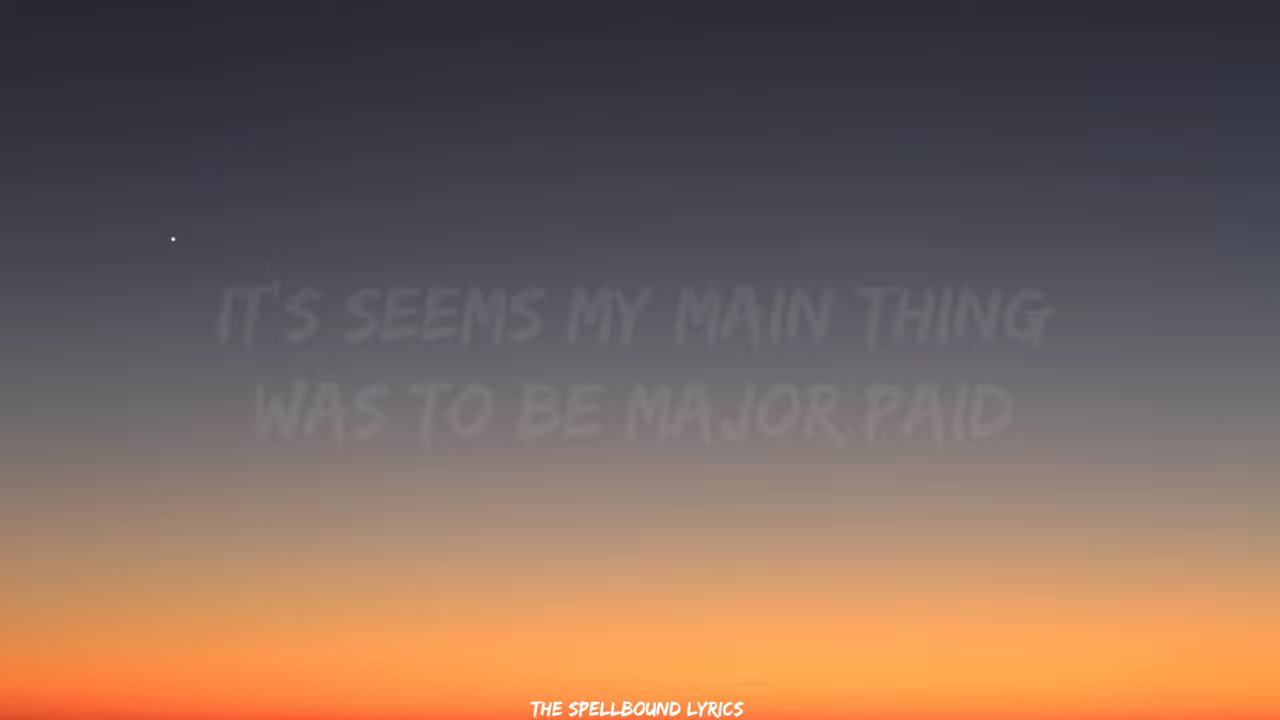 IT'S SEEMS MY MAIN THING
WAS TO BE MAJOR PAID
THE SPELLBOUND LYRICS